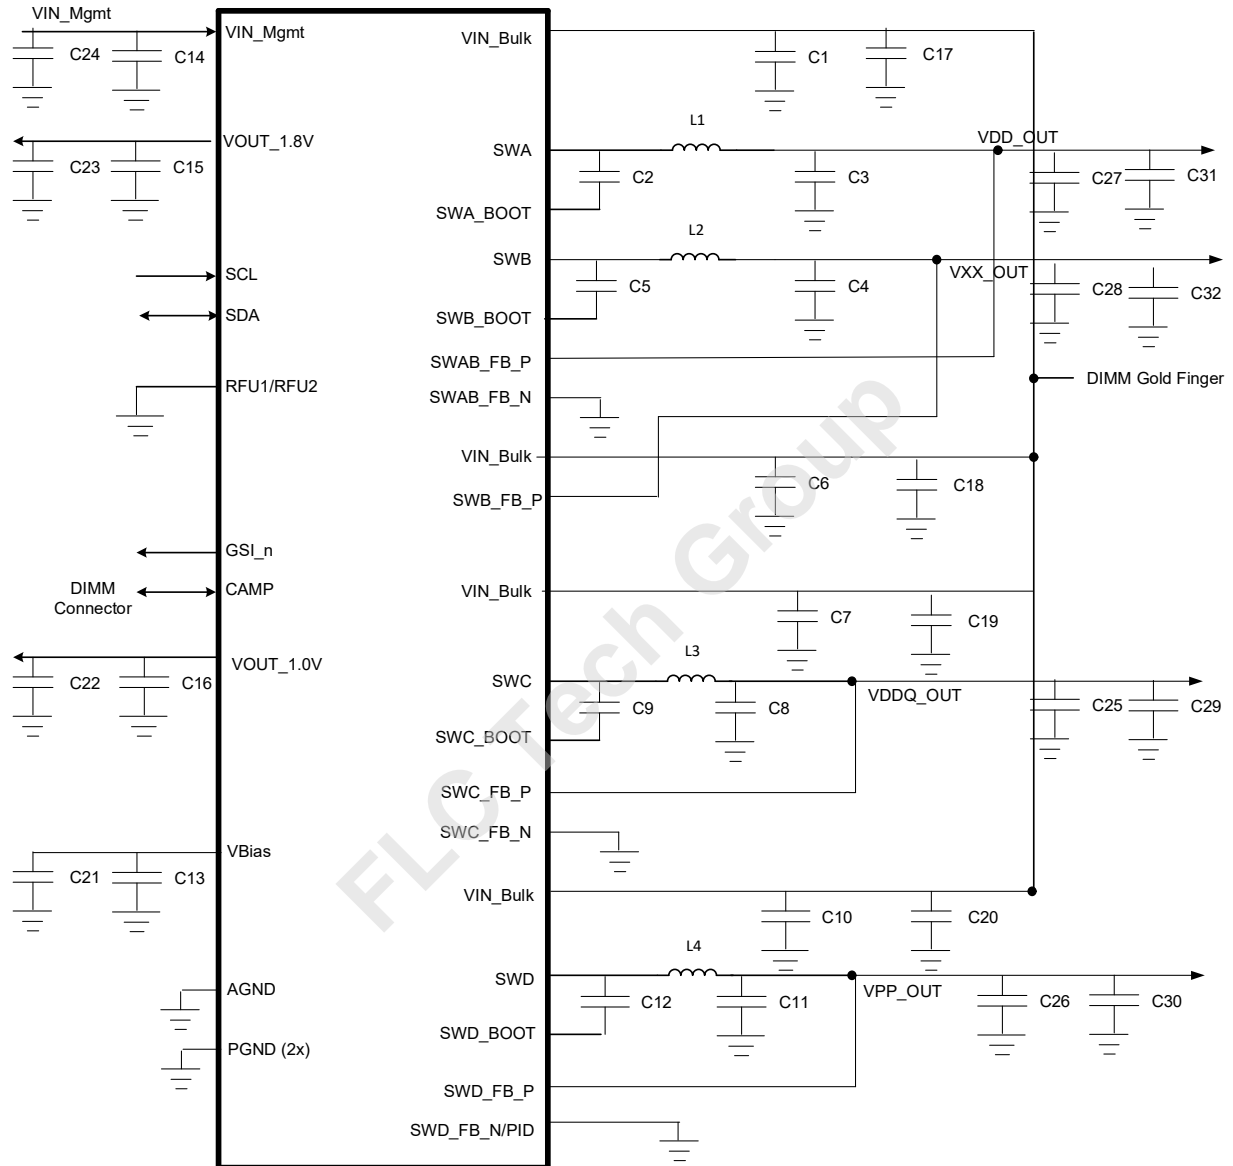 VIN_Mgmt
VIN_Mgmt
VIN_Bulk
C24
C14
C1
C17
VOUT_1.8V
L1
VDD_OUT
SWA
C23
C15
C2
C3
C27
C31
SWA_BOOT
L2
SWB
VXX_OUT
SCL
C5
C4
C28
C32
SDA
SWB_BOOT
SWAB_FB_P
RFU1/RFU2
DIMM Gold Finger
SWAB_FB_N
VIN_Bulk
C6
C18
SWB_FB_P
GSI_n
DIMM
Connector
CAMP
VIN_Bulk
C7
C19
VOUT_1.0V
L3
SWC
C22
C16
VDDQ_OUT
C9
C8
C25
C29
SWC_BOOT
SWC_FB_P
SWC_FB_N
VBias
C21
C13
VIN_Bulk
C10
C20
L4
SWD
AGND
VPP_OUT
C12
C11
C26
C30
SWD_BOOT
PGND (2x)
SWD_FB_P
SWD_FB_N/PID
FLC Tech Group